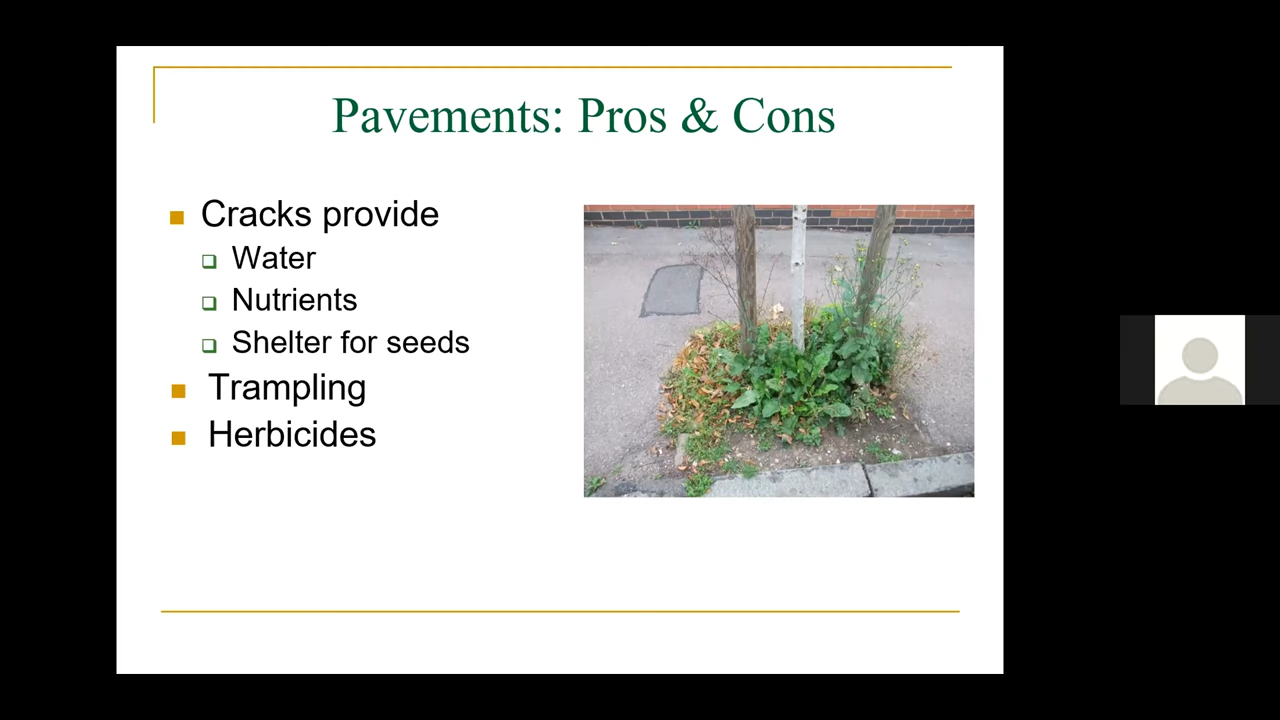 Pavements: Pros & Cons
Cracks provide
Water
Nutrients
Shelter for seeds
Trampling
Herbicides